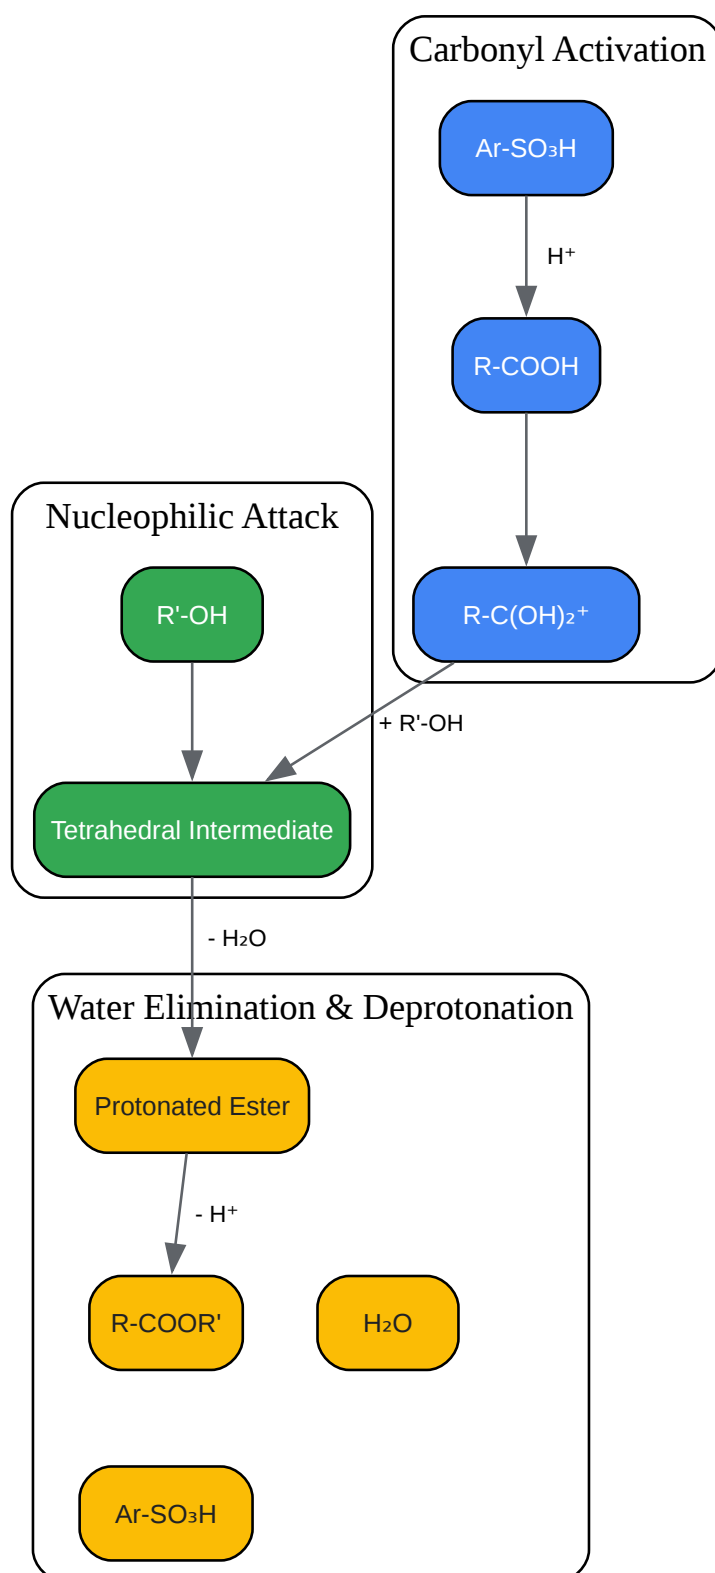 Carbonyl Activation
Ar-SO₃H
H⁺
R-COOH
R-C(OH)₂⁺
Nucleophilic Attack
R'-OH
+ R'-OH
Tetrahedral Intermediate
- H₂O
Water Elimination & Deprotonation
Protonated Ester
- H⁺
R-COOR'
H₂O
Ar-SO₃H